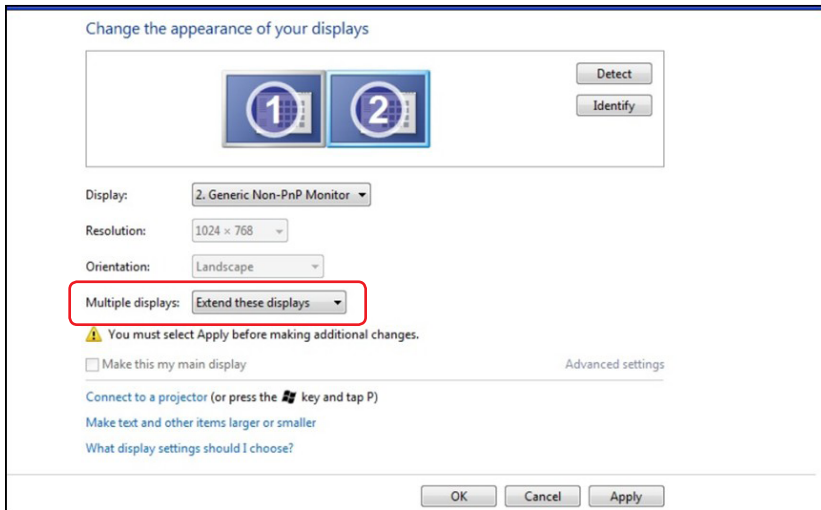 Change the appearance of your displays
1
2
Detect
Identify
Display:
2. Generic Non-PnP Monitor
Resolution:
1024 × 768
Orientation:
Landscape
Multiple displays:
Extend these displays
You must select Apply before making additional changes.
Make this my main display
Advanced settings
Connect to a projector (or press the key and tap P)
Make text and other items larger or smaller
What display settings should I choose?
OK
Cancel
Apply